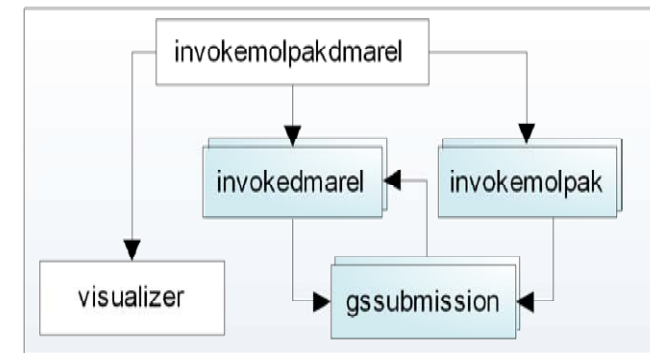 invokemolpakdmarel
invokedmarel
invokemolpak
visualizer
gssubmission